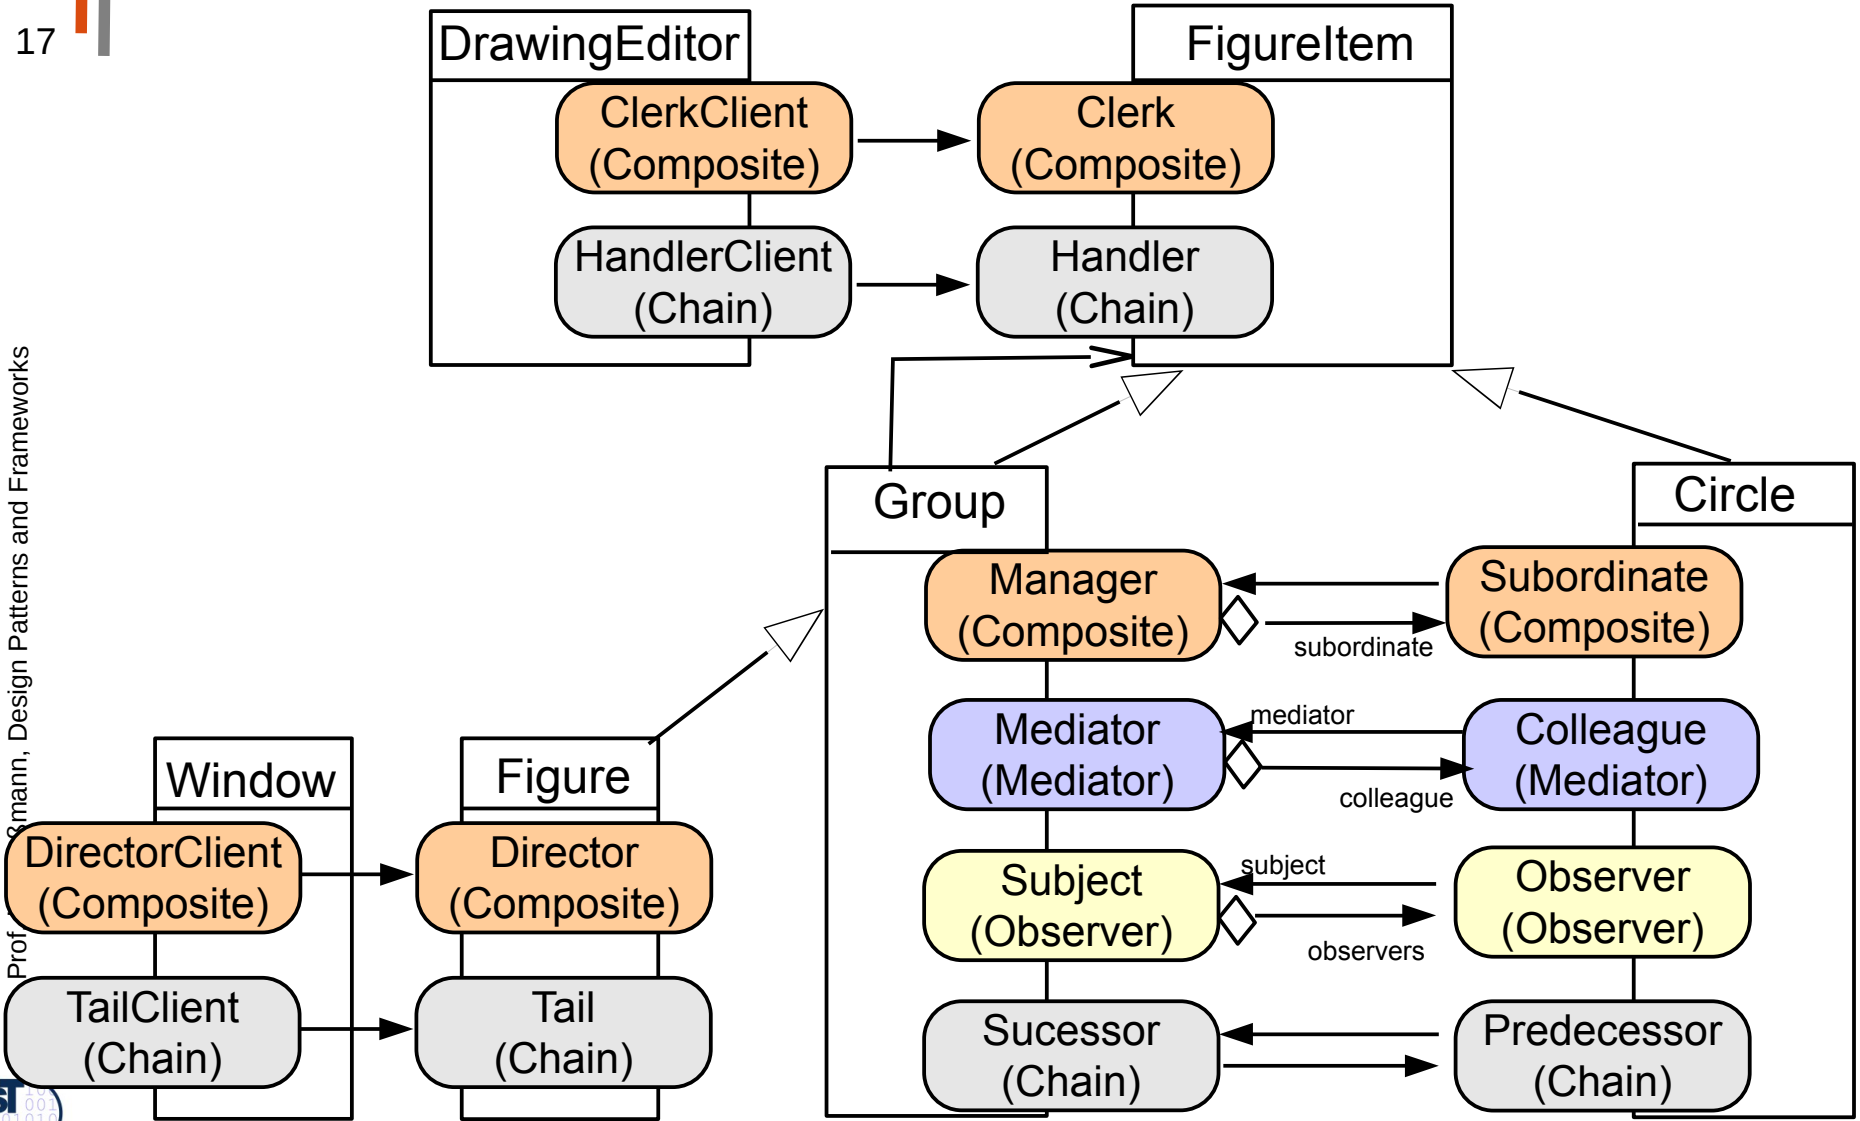 17
DrawingEditor
FigureItem
ClerkClient
(Composite)
Clerk
(Composite)
HandlerClient
(Chain)
Handler
(Chain)
Group
Circle
Manager
(Composite)
Subordinate
(Composite)
subordinate
Mediator
(Mediator)
mediator
Colleague
(Mediator)
colleague
Window
Figure
DirectorClient
(Composite)
Director
(Composite)
Subject
(Observer)
subject
Observer
(Observer)
observers
TailClient
(Chain)
Tail
(Chain)
Sucessor
(Chain)
Predecessor
(Chain)
Prof ßmann, Design Patterns and Frameworks